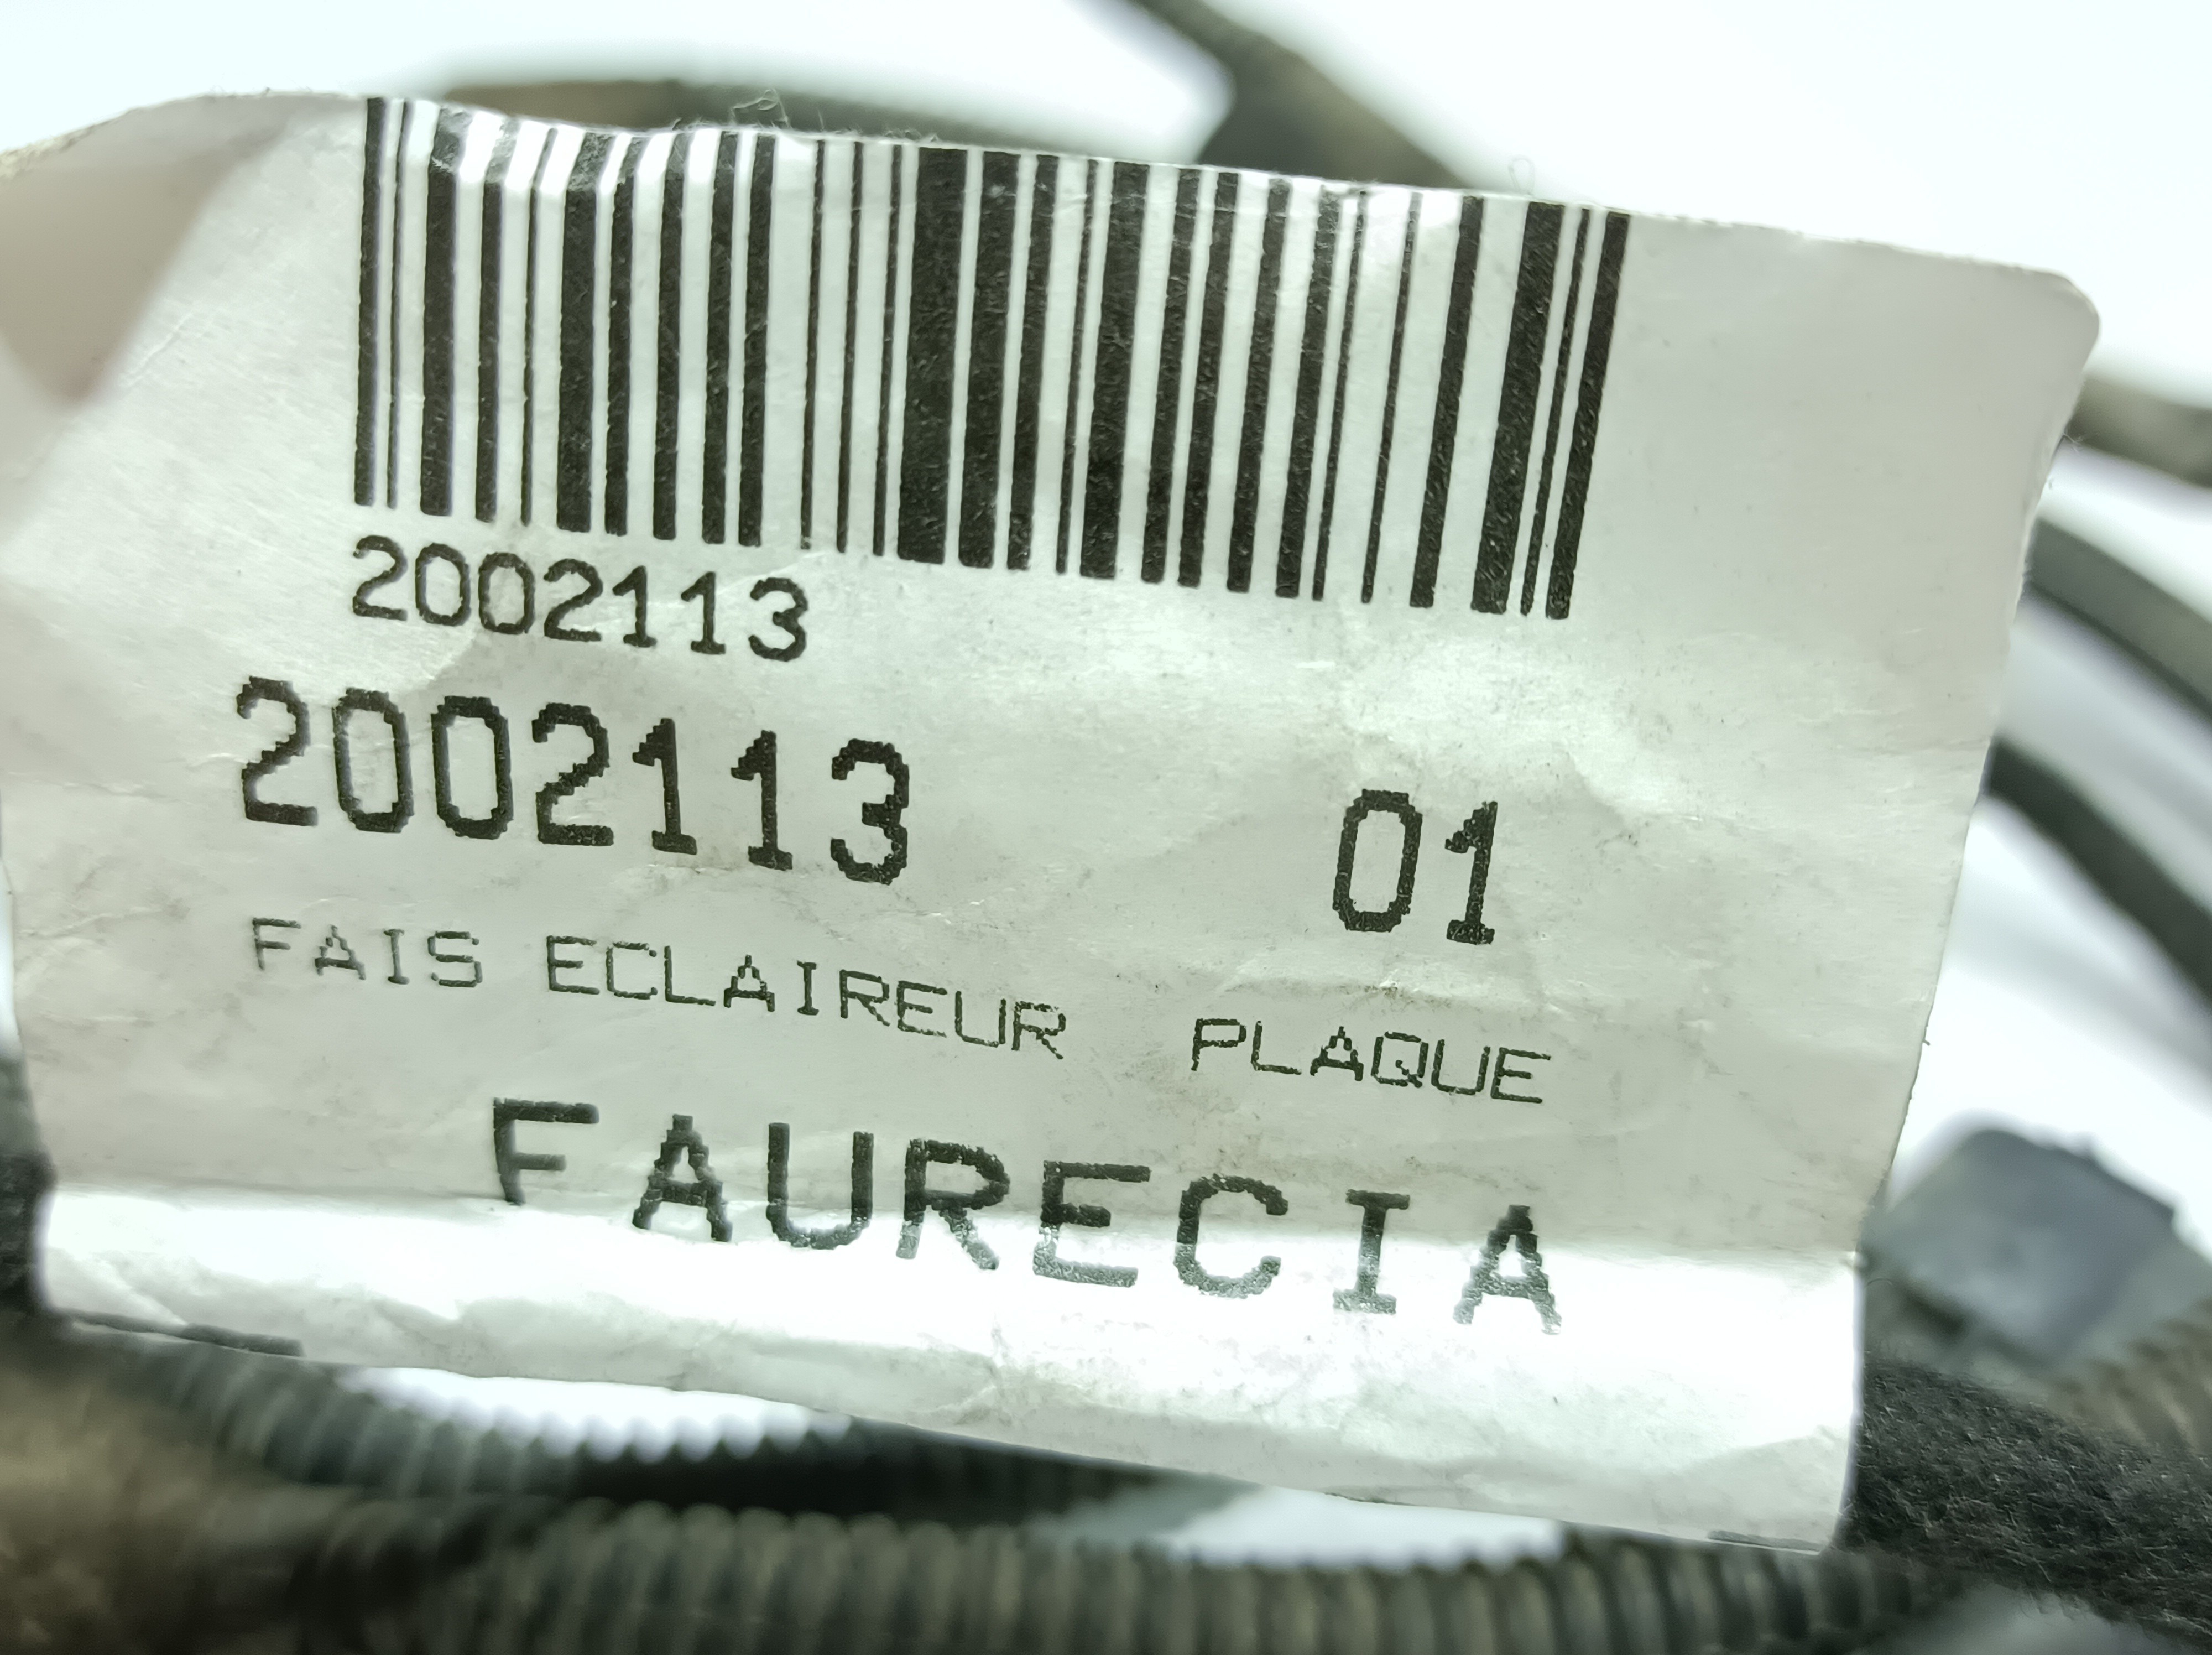 2002113
2002113 01
FAIS ECLAIREUR PLAQUE
FAURECIA